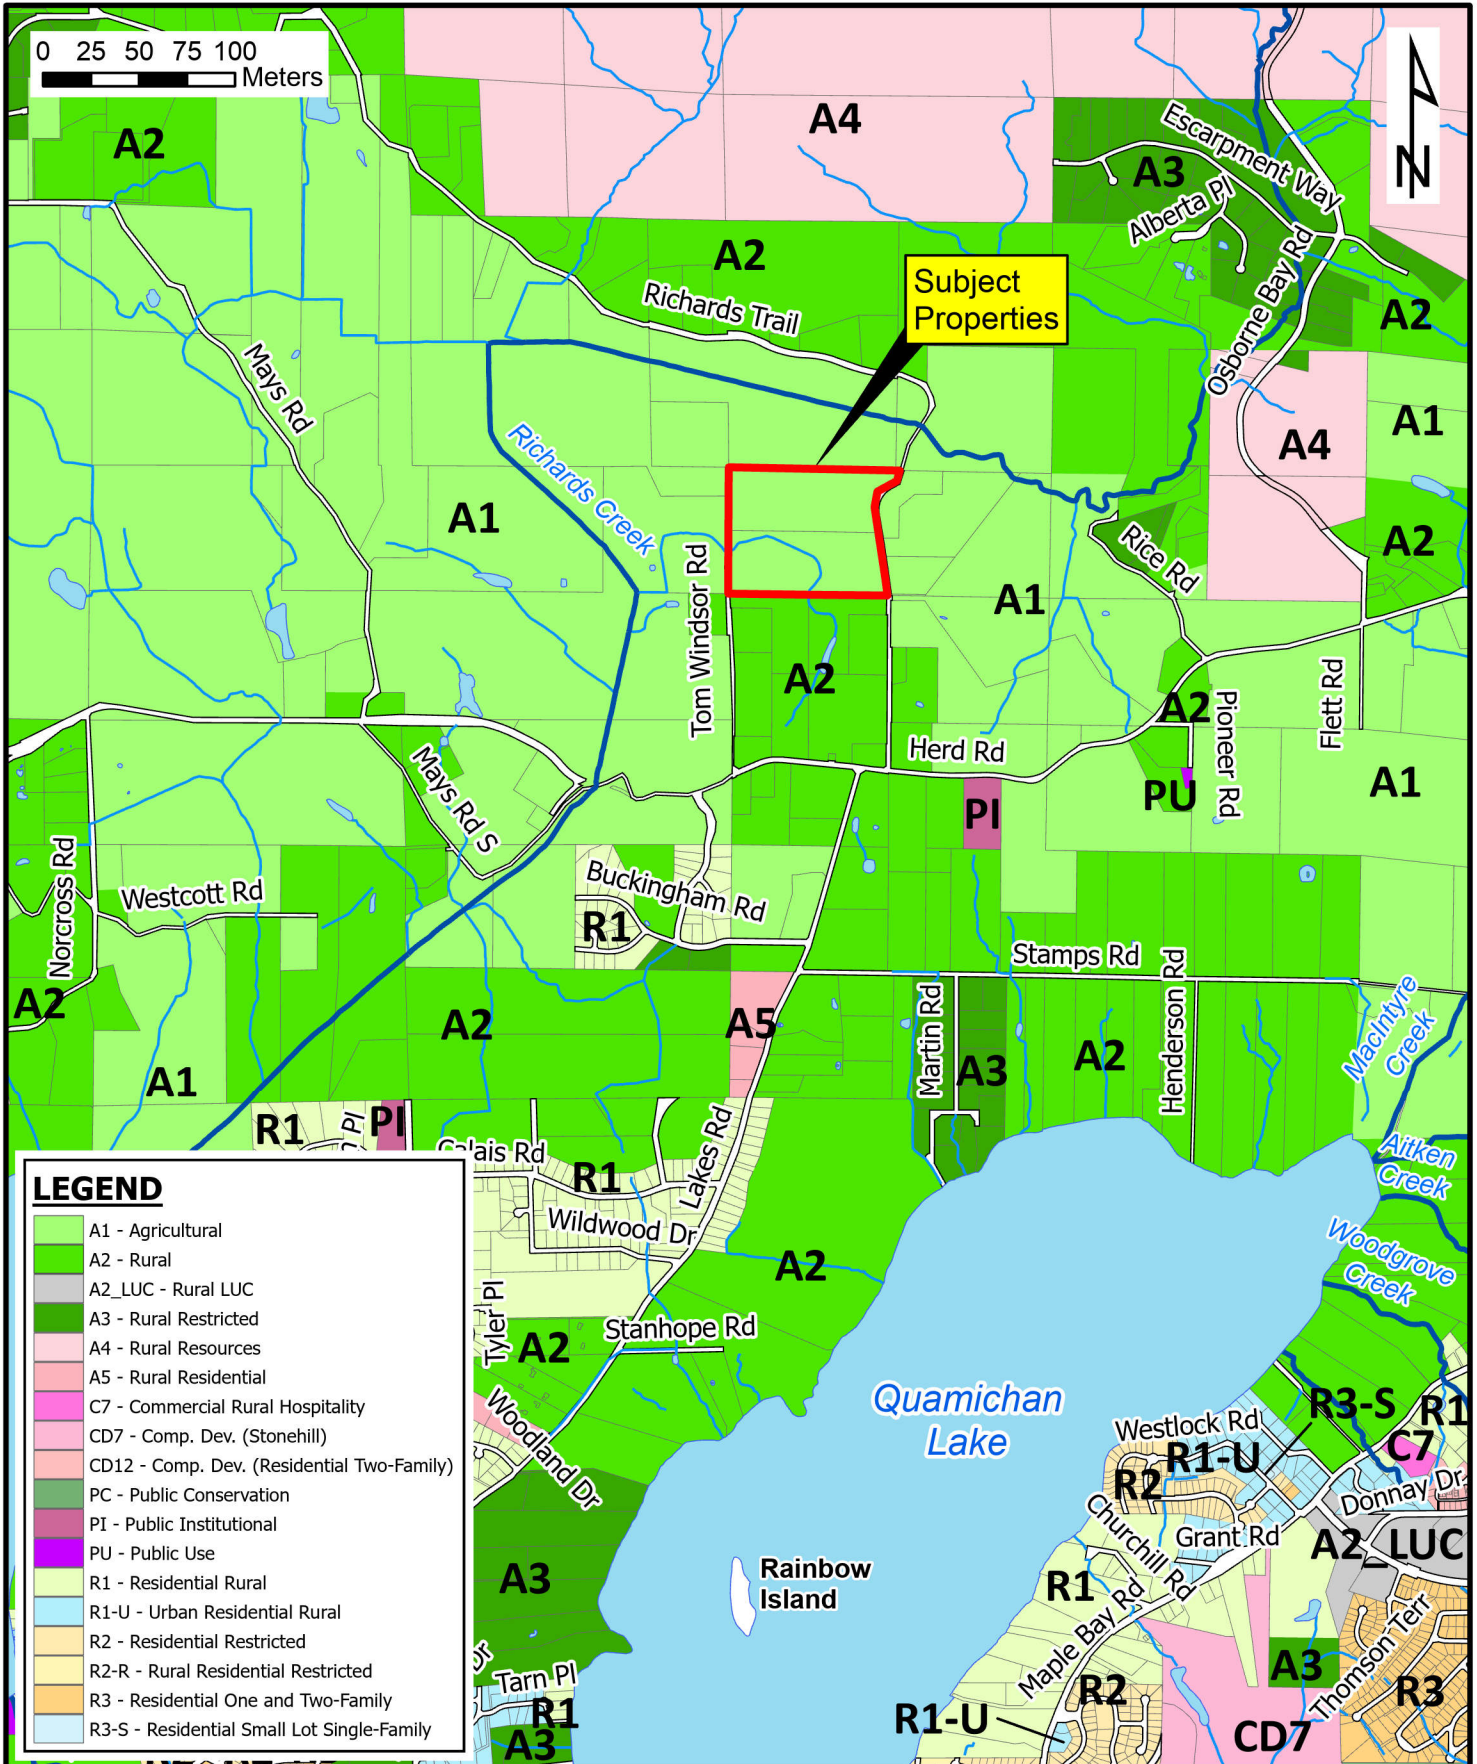 0 25 50 75 100
Meters
N
A4
A2
A3
Escarpment Way
Alberta Pl
A2
Subject
Properties
Osborne Bay Rd
A2
Richards Trail
Mays Rd
A1
A4
Richards Creek
A1
A2
Tom Windsor Rd
Rice Rd
A1
A2
A2
Pioneer Rd
Flett Rd
Herd Rd
Mays Rd S
PI
PU
A1
Norcross Rd
Westcott Rd
Buckingham Rd
R1
Stamps Rd
A2
A2
A5
Martin Rd
A3
A2
Henderson Rd
MacIntyre
Creek
A1
R1
PI
Calais Rd
R1
Lakes Rd
Aitken
Creek
Wildwood Dr
A2
Woodgrove
Creek
Tyler Pl
A2
Stanhope Rd
Woodland Dr
Quamichan
Lake
Westlock Rd
R3-S
R1
R1-U
C7
R2
Donnay Dr
Churchill Rd
Grant Rd
A2_LUC
A3
Rainbow
Island
R1
Maple Bay Rd
A3
Thomson Terr
R3
Tarn Pl
R1
R2
R1-U
CD7
A3
LEGEND
A1 - Agricultural
A2 - Rural
A2_LUC - Rural LUC
A3 - Rural Restricted
A4 - Rural Resources
A5 - Rural Residential
C7 - Commercial Rural Hospitality
CD7 - Comp. Dev. (Stonehill)
CD12 - Comp. Dev. (Residential Two-Family)
PC - Public Conservation
PI - Public Institutional
PU - Public Use
R1 - Residential Rural
R1-U - Urban Residential Rural
R2 - Residential Restricted
R2-R - Rural Residential Restricted
R3 - Residential One and Two-Family
R3-S - Residential Small Lot Single-Family